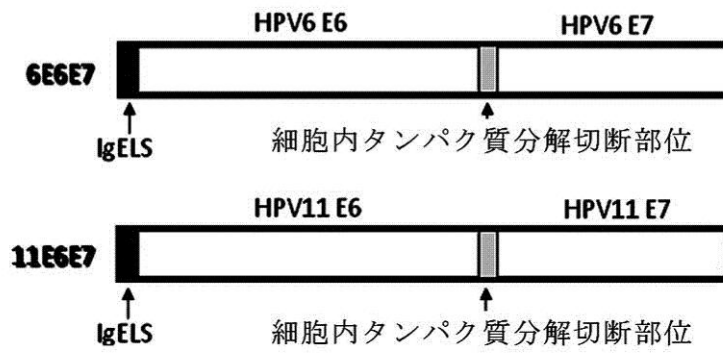 HPV6 E6 HPV6 E7
6E6E7
IgELS 細胞内タンパク質分解切断部位
HPV11 E6 HPV11 E7
11E6E7
IgELS 細胞内タンパク質分解切断部位